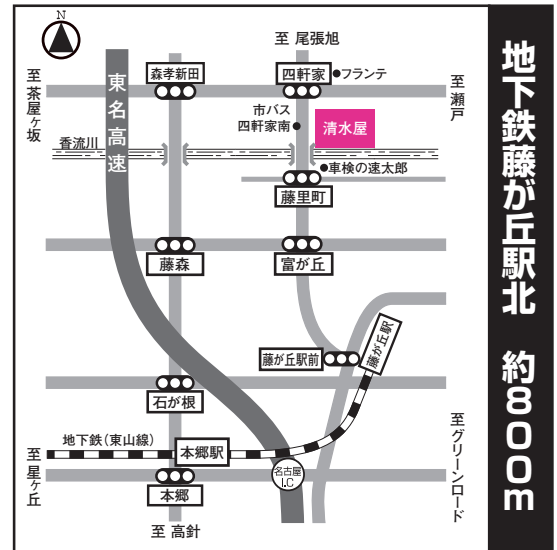 N
至 尾張旭
至 茶屋ヶ坂
東名高速
森孝新田
四軒家
●フランテ
至 瀬戸
市バス
四軒家南●
清水屋
香流川
●車検の速太郎
藤里町
藤森
富が丘
藤が丘駅前
藤が丘駅
石が根
地下鉄(東山線)
本郷駅
至 星ヶ丘
名古屋
I.C
至 グリーンロード
本郷
至 高針
地下鉄藤が丘駅北 約800m